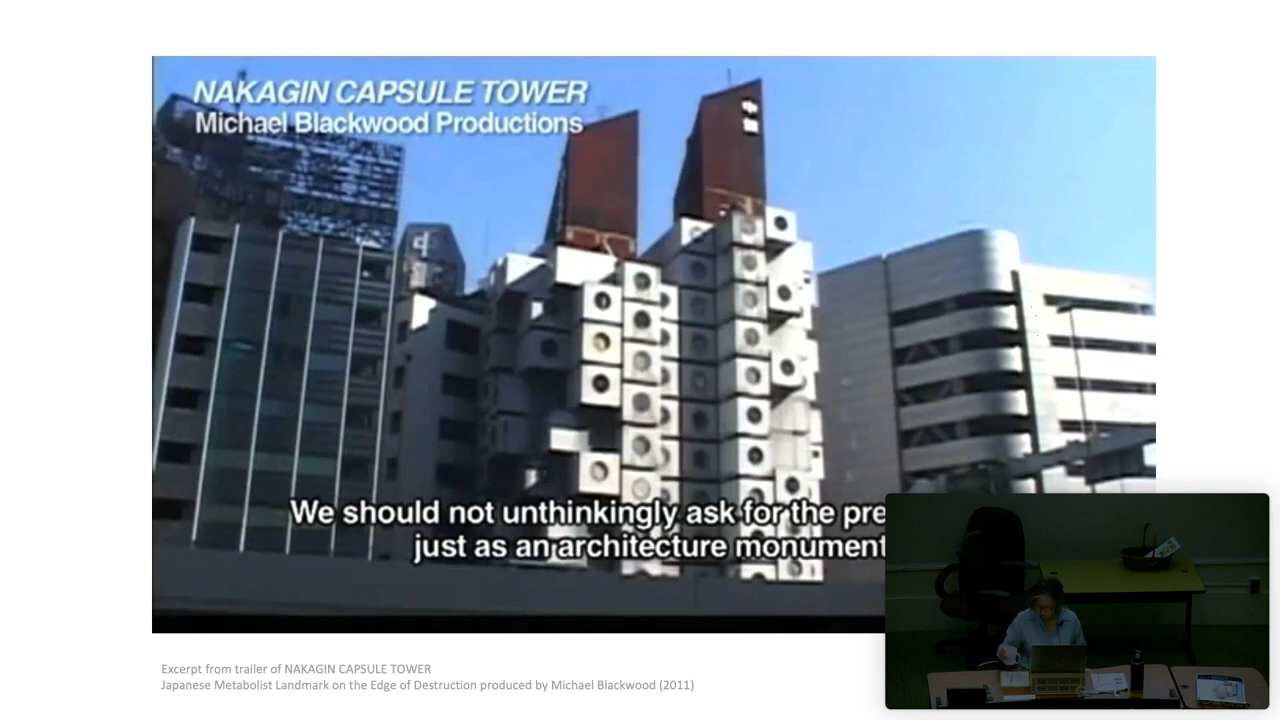 NAKAGIN CAPSULE TOWER
Michael Blackwood Productions
We should not unthinkingly ask for the pre
just as an architecture monument
Excerpt from trailer of NAKAGIN CAPSULE TOWER
Japanese Metabolist Landmark on the Edge of Destruction produced by Michael Blackwood (2011)